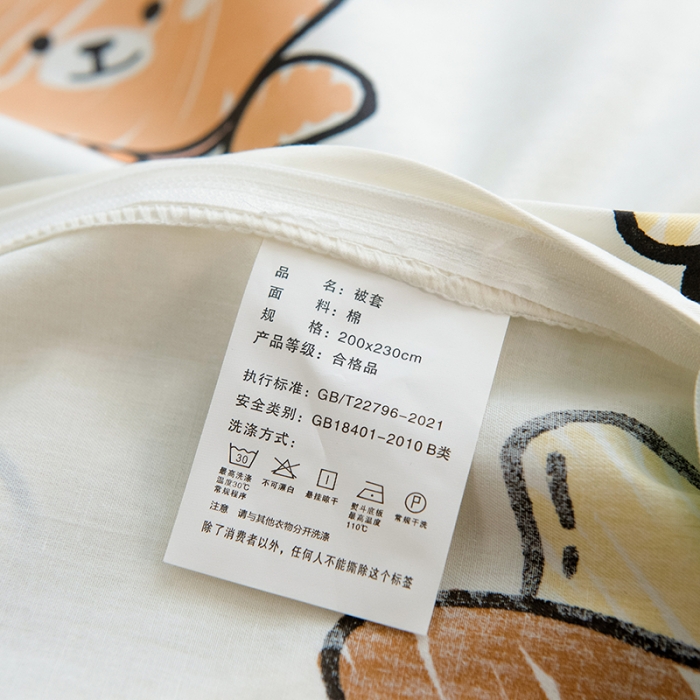 品 名：被套
面 料：棉
规 格：200x230cm
产品等级：合格品
执行标准：GB/T22796-2021
安全类别：GB18401-2010 B类
洗涤方式：
30 P
最高洗涤温度30℃常规程序 不可漂白 悬挂晾干 熨斗底板最高温度110℃ 常规干洗
注意 请与其他衣物分开洗涤
除了消费者以外，任何人不能撕除这个标签